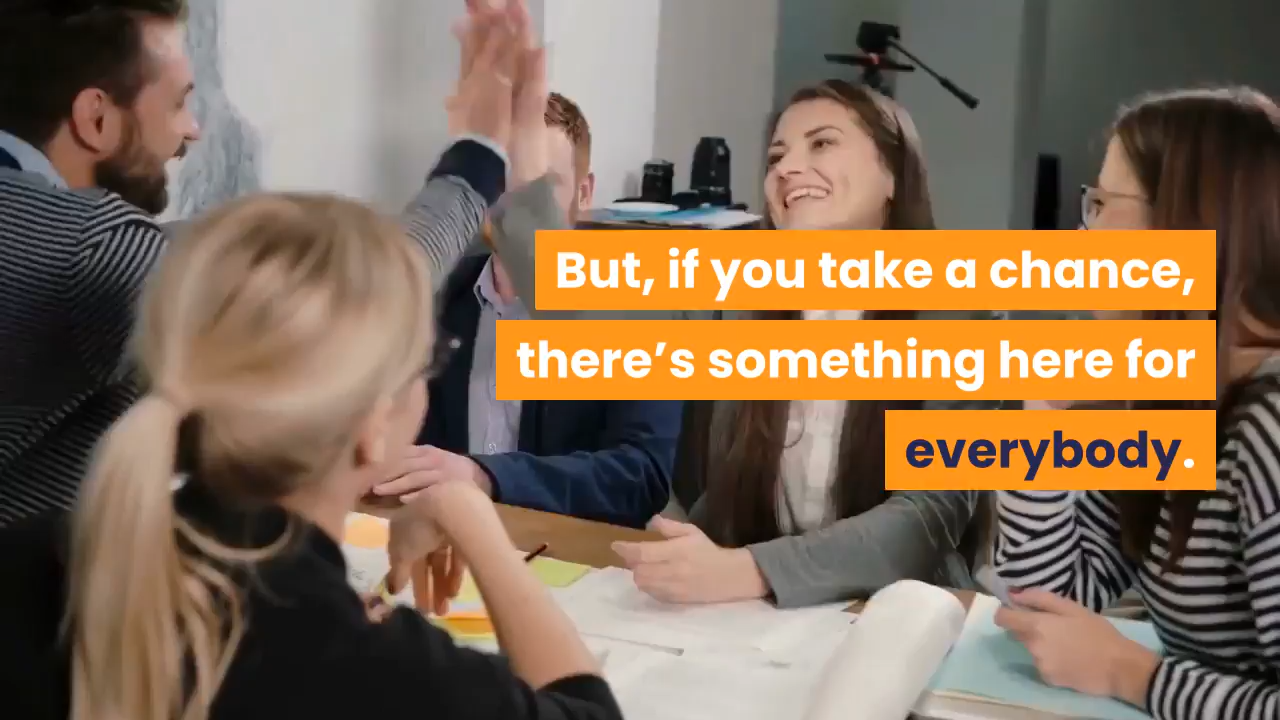 But, if you take a chance,
there’s something here for
everybody.